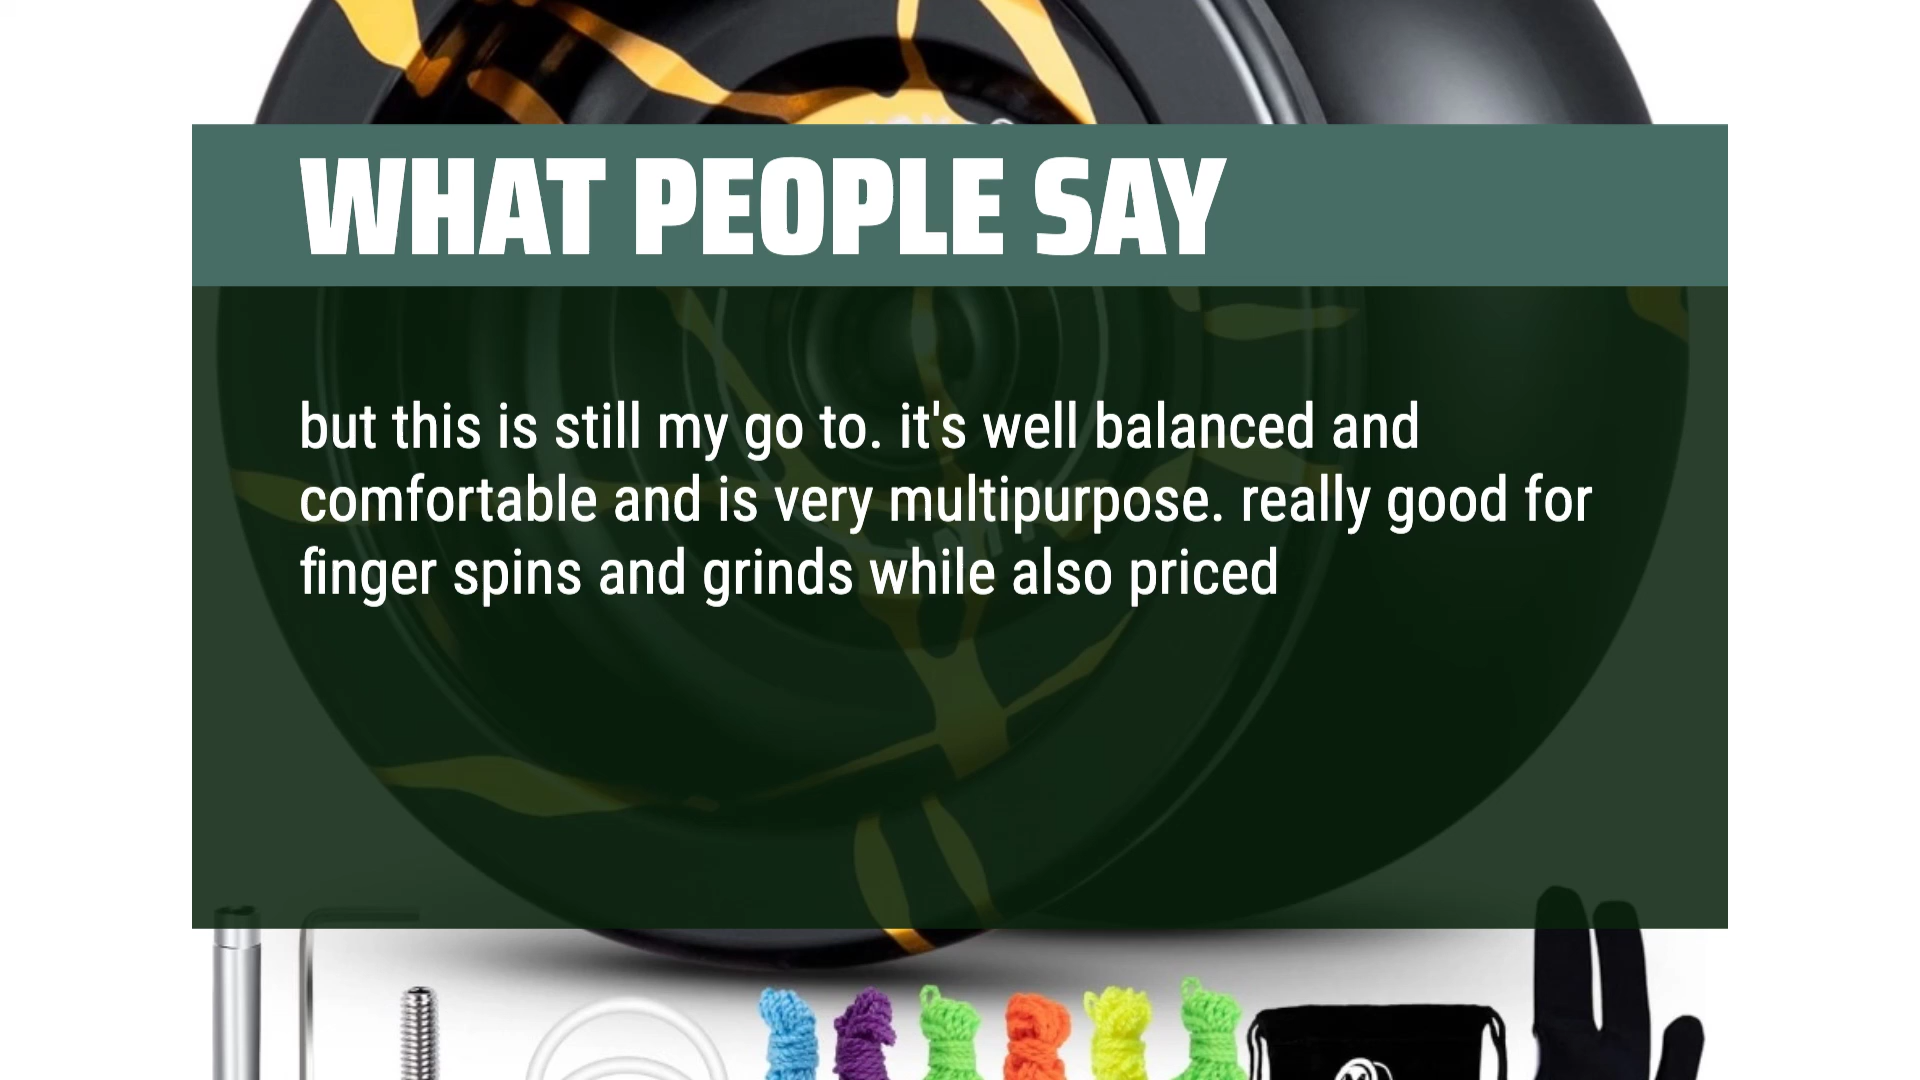 WHAT PEOPLE SAY
but this is still my go to. it's well balanced and
comfortable and is very multipurpose. really good for
finger spins and grinds while also priced